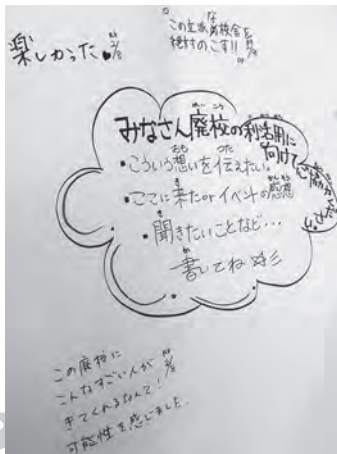 楽しかった♥ 3/8
この立派な校舎を
絶対のこす!!
みなさん廃校の利活用に
向けて
・こういう想いを伝えたい。
・ここに来たorイベントの感想
・聞きたいことなど…
書いてね☆彡
この廃校に
こんなすごい人が
きてくれるなんて!
可能性を感じました。